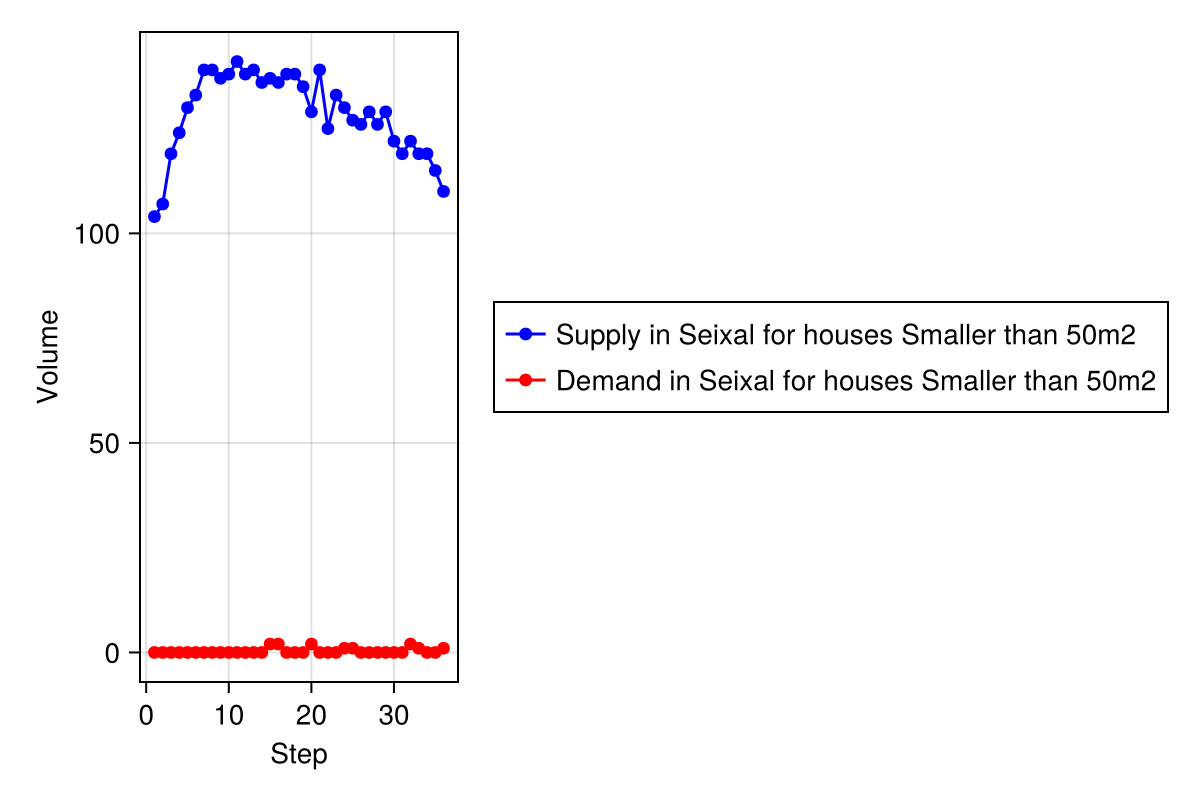 100
50
0
Volume
0 10 20 30
Step
Supply in Seixal for houses Smaller than 50m2
Demand in Seixal for houses Smaller than 50m2